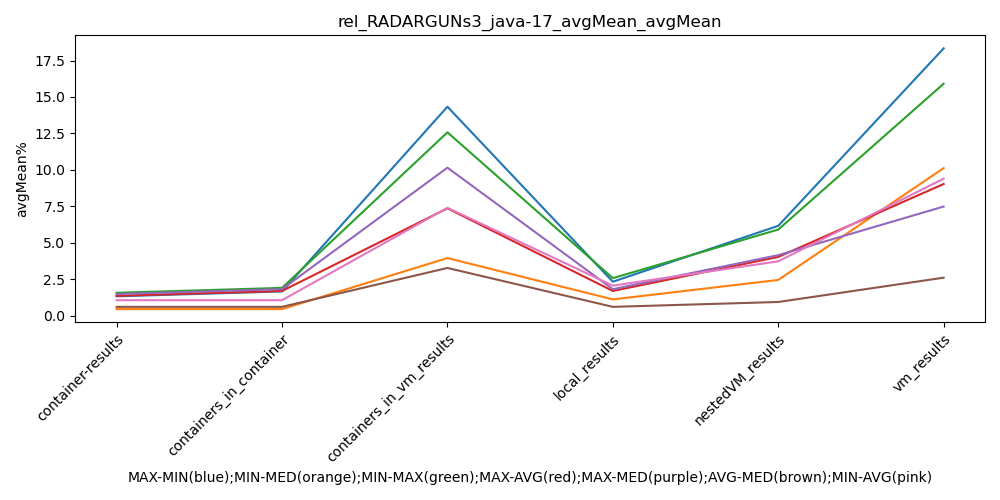 rel_RADARGUNs3_java-17_avgMean_avgMean
avgMean%
17.5
15.0
12.5
10.0
7.5
5.0
2.5
0.0
container-results
containers_in_container
containers_in_vm_results
local_results
nestedVM_results
vm_results
MAX-MIN(blue);MIN-MED(orange);MIN-MAX(green);MAX-AVG(red);MAX-MED(purple);AVG-MED(brown);MIN-AVG(pink)